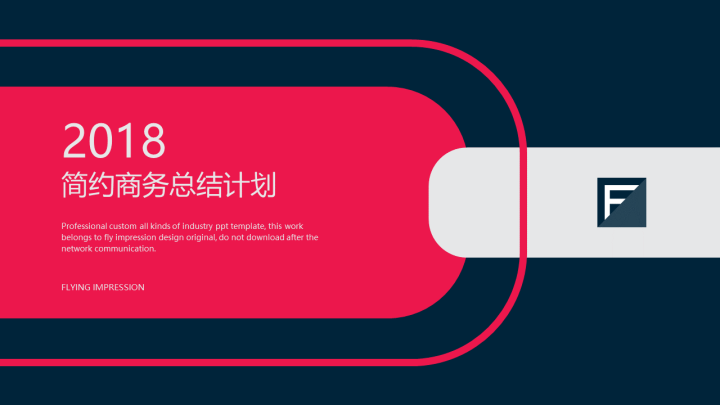 2018
简约商务总结计划
Professional custom all kinds of industry ppt template, this work
belongs to fly impression design original, do not download after the
network communication.
FLYING IMPRESSION
F